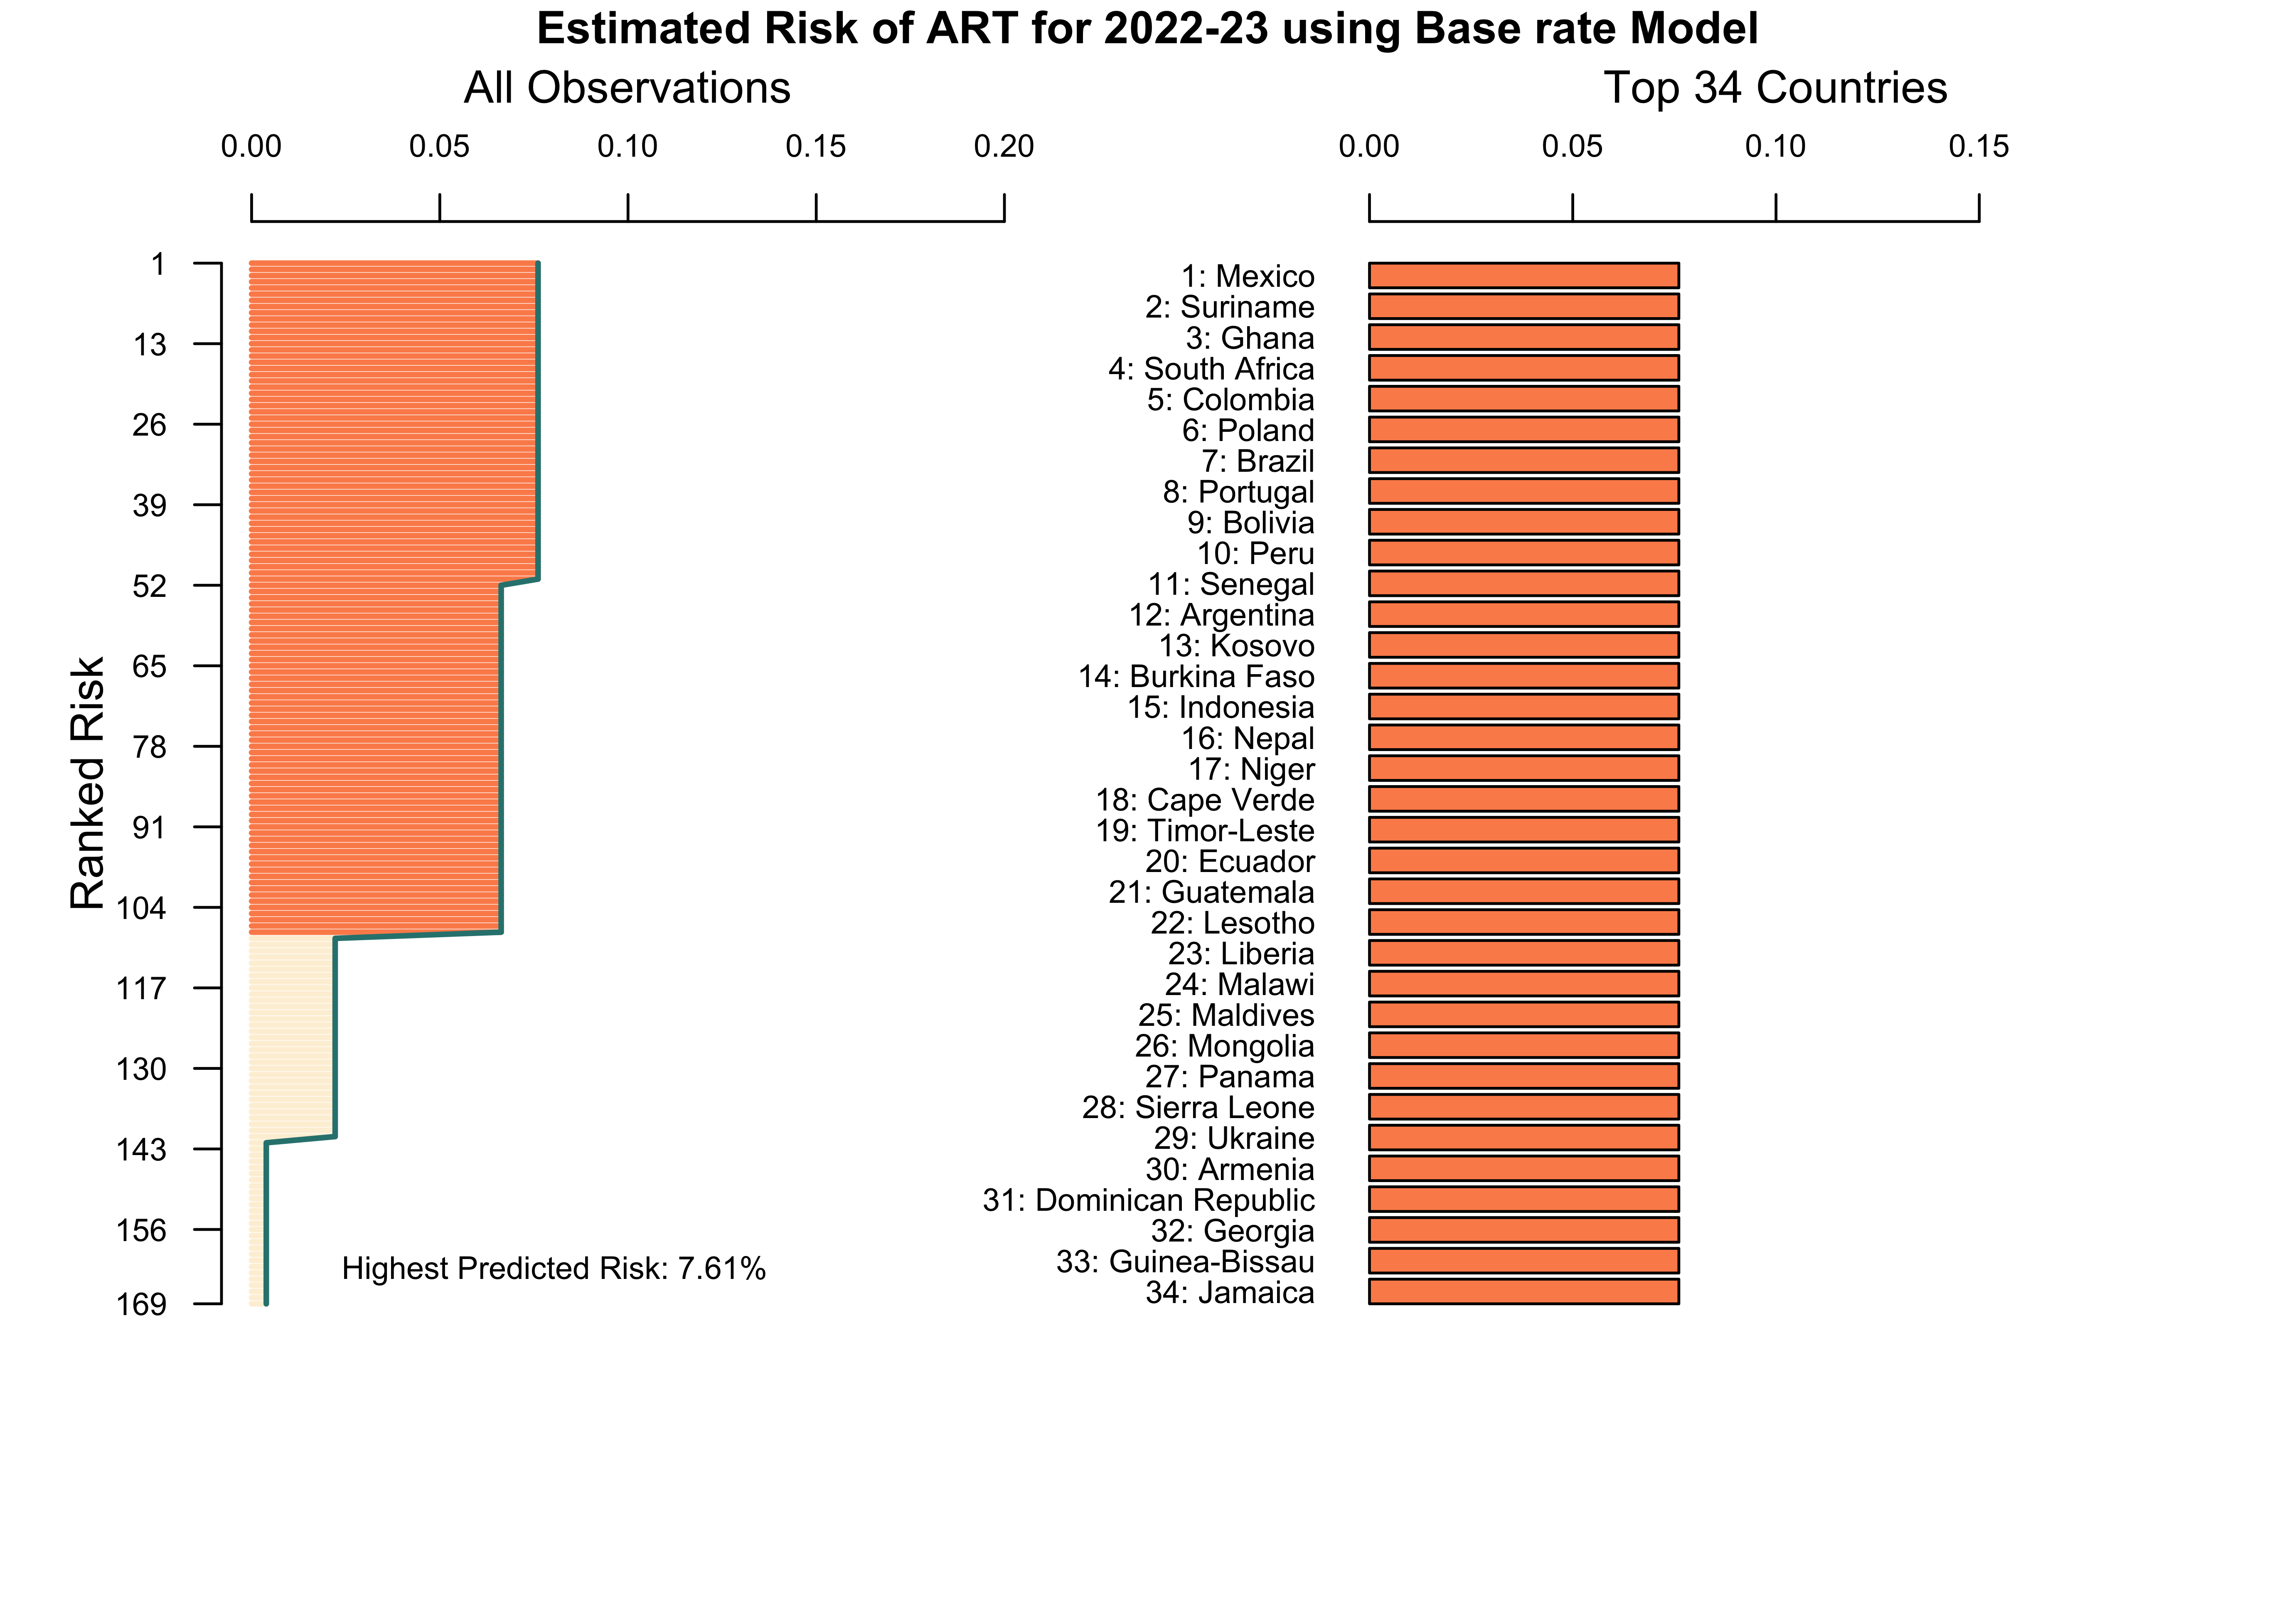 Estimated Risk of ART for 2022-23 using Base rate Model
All Observations
0.00 0.05 0.10 0.15 0.20
Ranked Risk
1
13
26
39
52
65
78
91
104
117
130
143
156
169
Highest Predicted Risk: 7.61%
Top 34 Countries
0.00 0.05 0.10 0.15
1: Mexico
2: Suriname
3: Ghana
4: South Africa
5: Colombia
6: Poland
7: Brazil
8: Portugal
9: Bolivia
10: Peru
11: Senegal
12: Argentina
13: Kosovo
14: Burkina Faso
15: Indonesia
16: Nepal
17: Niger
18: Cape Verde
19: Timor-Leste
20: Ecuador
21: Guatemala
22: Lesotho
23: Liberia
24: Malawi
25: Maldives
26: Mongolia
27: Panama
28: Sierra Leone
29: Ukraine
30: Armenia
31: Dominican Republic
32: Georgia
33: Guinea-Bissau
34: Jamaica